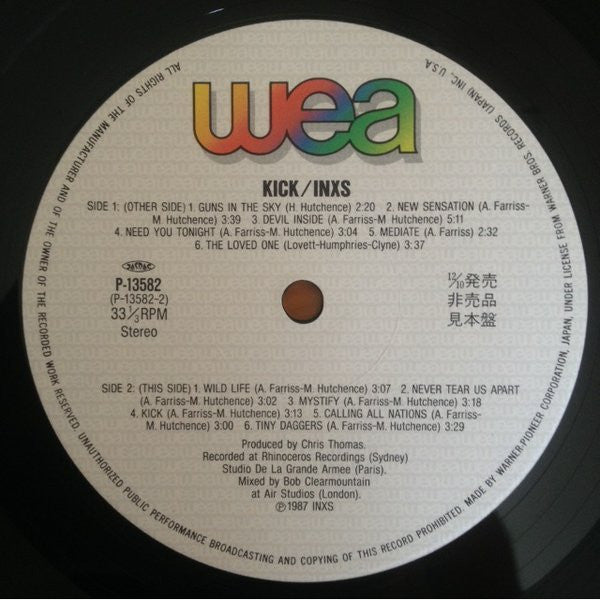 wea
KICK/INXS
SIDE 1: (OTHER SIDE) 1. GUNS IN THE SKY (H. Hutchence) 2:20 2. NEW SENSATION (A. Farriss-
M. Hutchence) 3:39 3. DEVIL INSIDE (A. Farriss-M. Hutchence) 5:11
4. NEED YOU TONIGHT (A. Farriss-M. Hutchence) 3:04 5. MEDIATE (A. Farriss) 2:32
6. THE LOVED ONE (Lovett-Humphries-Clyne) 3:37
P-13582
(P-13582-2)
33⅓RPM
Stereo
12/10発売
非売品
見本盤
SIDE 2: (THIS SIDE) 1. WILD LIFE (A. Farriss-M. Hutchence) 3:07 2. NEVER TEAR US APART
(A. Farriss-M. Hutchence) 3:02 3. MYSTIFY (A. Farriss-M. Hutchence) 3:18
4. KICK (A. Farriss-M. Hutchence) 3:13 5. CALLING ALL NATIONS (A. Farriss-
M. Hutchence) 3:00 6. TINY DAGGERS (A. Farriss-M. Hutchence) 3:29
Produced by Chris Thomas.
Recorded at Rhinoceros Recordings (Sydney)
Studio De La Grande Armee (Paris).
Mixed by Bob Clearmountain
at Air Studios (London).
Ⓟ1987 INXS
ALL RIGHTS OF THE MANUFACTURER AND OF THE OWNER OF THE RECORDED WORK RESERVED. UNAUTHORIZED PUBLIC PERFORMANCE BROADCASTING AND COPYING OF THIS RECORD PROHIBITED. MADE BY WARNER-PIONEER CORPORATION, JAPAN, UNDER LICENSE FROM WARNER BROS. RECORDS (JAPAN) INC., U.S.A.